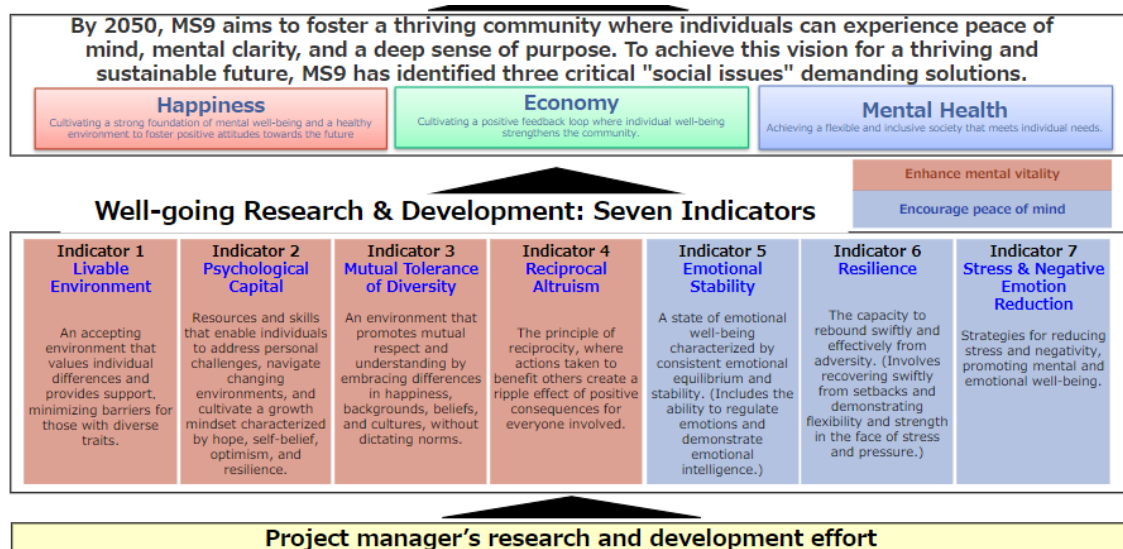 By 2050, MS9 aims to foster a thriving community where individuals can experience peace of
mind, mental clarity, and a deep sense of purpose. To achieve this vision for a thriving and
sustainable future, MS9 has identified three critical "social issues" demanding solutions.
Happiness
Cultivating a strong foundation of mental well-being and a healthy
environment to foster positive attitudes towards the future
Economy
Cultivating a positive feedback loop where individual well-being
strengthens the community.
Mental Health
Achieving a flexible and inclusive society that meets individual needs.
Enhance mental vitality
Encourage peace of mind
Well-going Research & Development: Seven Indicators
Indicator 1
Livable
Environment
An accepting
environment that
values individual
differences and
provides support,
minimizing barriers for
those with diverse
traits.
Indicator 2
Psychological
Capital
Resources and skills
that enable individuals
to address personal
challenges, navigate
changing
environments, and
cultivate a growth
mindset characterized
by hope, self-belief,
optimism, and
resilience.
Indicator 3
Mutual Tolerance
of Diversity
An environment that
promotes mutual
respect and
understanding by
embracing differences
in happiness,
backgrounds, beliefs,
and cultures, without
dictating norms.
Indicator 4
Reciprocal
Altruism
The principle of
reciprocity, where
actions taken to
benefit others create a
ripple effect of positive
consequences for
everyone involved.
Indicator 5
Emotional
Stability
A state of emotional
well-being
characterized by
consistent emotional
equilibrium and
stability. (Includes the
ability to regulate
emotions and
demonstrate
emotional
intelligence.)
Indicator 6
Resilience
The capacity to
rebound swiftly and
effectively from
adversity. (Involves
recovering swiftly
from setbacks and
demonstrating
flexibility and strength
in the face of stress
and pressure.)
Indicator 7
Stress & Negative
Emotion
Reduction
Strategies for reducing
stress and negativity,
promoting mental and
emotional well-being.
Project manager's research and development effort